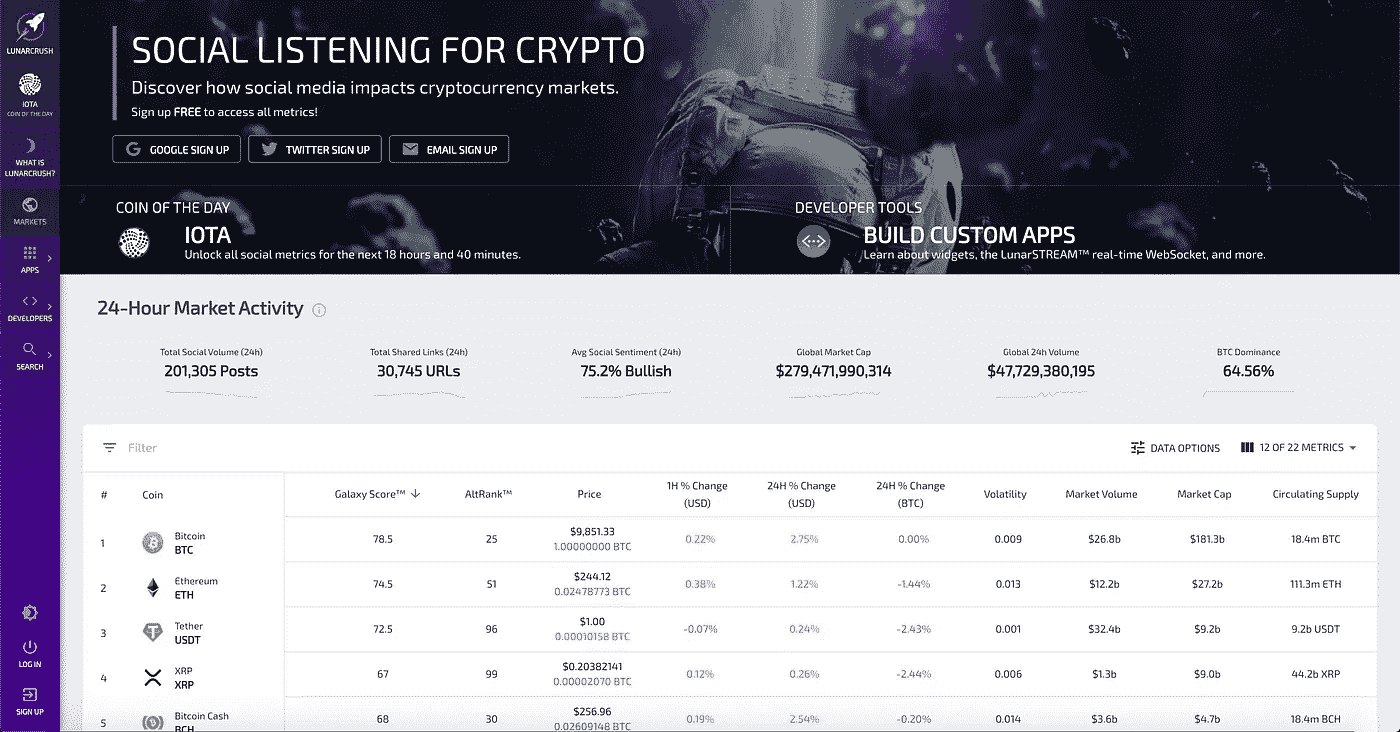 LUNARCRUSH
IOTA
COIN OF THE DAY
WHAT IS
LUNARCRUSH?
MARKETS
APPS
DEVELOPERS
SEARCH
LOG IN
SIGN UP
SOCIAL LISTENING FOR CRYPTO
Discover how social media impacts cryptocurrency markets.
Sign up FREE to access all metrics!
GOOGLE SIGN UP
TWITTER SIGN UP
EMAIL SIGN UP
COIN OF THE DAY
IOTA
Unlock all social metrics for the next 18 hours and 40 minutes.
DEVELOPER TOOLS
BUILD CUSTOM APPS
Learn about widgets, the LunarSTREAM™ real-time WebSocket, and more.
24-Hour Market Activity
Total Social Volume (24h)
201,305 Posts
Total Shared Links (24h)
30,745 URLs
Avg Social Sentiment (24h)
75.2% Bullish
Global Market Cap
$279,471,990,314
Global 24h Volume
$47,729,380,195
BTC Dominance
64.56%
Filter
DATA OPTIONS
12 OF 22 METRICS
# Coin Galaxy Score™ AltRank™ Price 1H % Change (USD) 24H % Change (USD) 24H % Change (BTC) Volatility Market Volume Market Cap Circulating Supply
1 Bitcoin BTC 78.5 25 $9,851.33 1.00000000 BTC 0.22% 2.75% 0.00% 0.009 $26.8b $181.3b 18.4m BTC
2 Ethereum ETH 74.5 51 $244.12 0.02478773 BTC 0.38% 1.22% -1.44% 0.013 $12.2b $27.2b 111.3m ETH
3 Tether USDT 72.5 96 $1.00 0.00010158 BTC -0.07% 0.24% -2.43% 0.001 $32.4b $9.2b 9.2b USDT
4 XRP XRP 67 99 $0.20382141 0.00002070 BTC 0.12% 0.26% -2.44% 0.006 $1.3b $9.0b 44.2b XRP
5 Bitcoin Cash BCH 68 30 $256.96 0.02609148 BTC 0.19% 2.54% -0.20% 0.014 $3.6b $4.7b 18.4m BCH